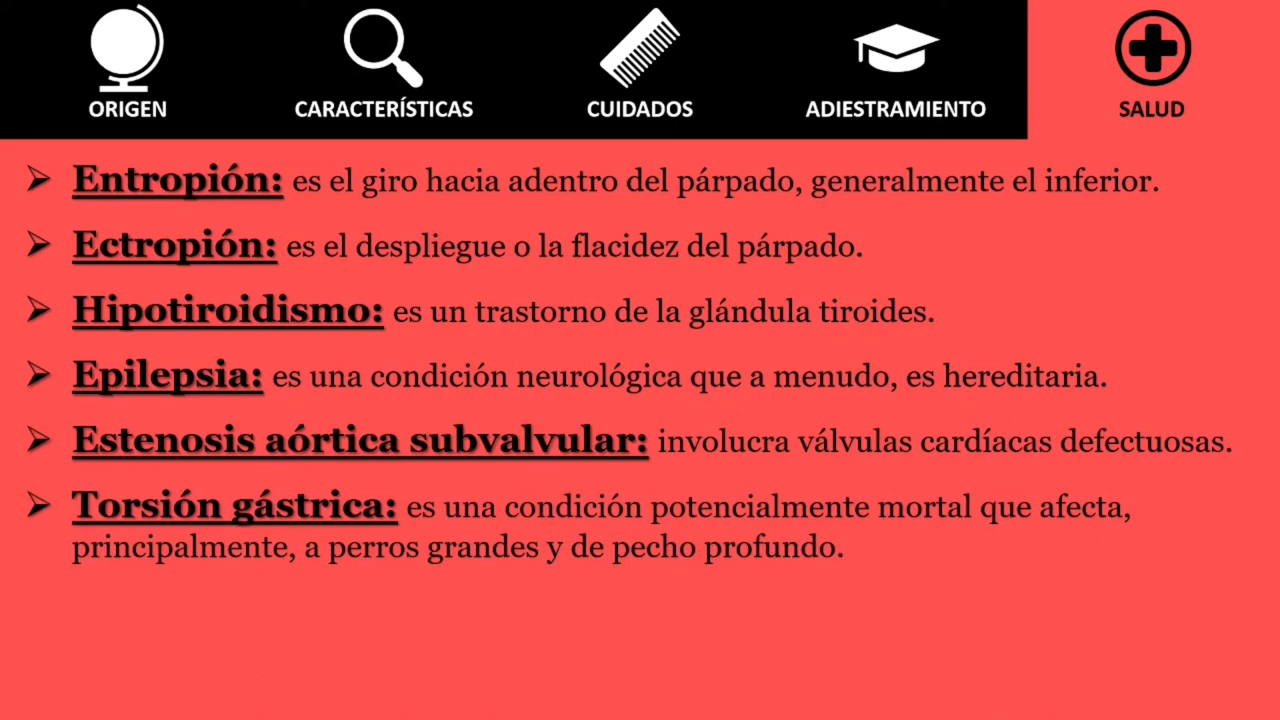 ORIGEN
CARACTERÍSTICAS
CUIDADOS
ADIESTRAMIENTO
SALUD
Entropión: es el giro hacia adentro del párpado, generalmente el inferior.
Ectropión: es el despliegue o la flacidez del párpado.
Hipotiroidismo: es un trastorno de la glándula tiroides.
Epilepsia: es una condición neurológica que a menudo, es hereditaria.
Estenosis aórtica subvalvular: involucra válvulas cardíacas defectuosas.
Torsión gástrica: es una condición potencialmente mortal que afecta,
principalmente, a perros grandes y de pecho profundo.